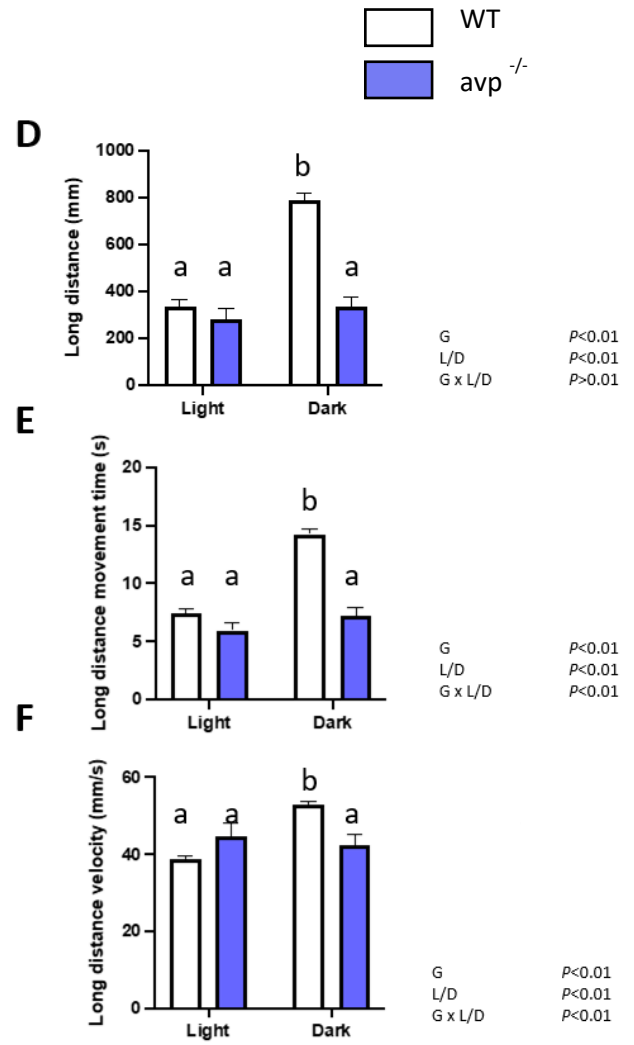 WT
avp -/-
D
1000
800
600
400
200
0
Long distance (mm)
a
a
b
a
Light
Dark
G P<0.01
L/D P<0.01
G x L/D P>0.01
E
20
15
10
5
0
Long distance movement time (s)
a
a
b
a
Light
Dark
G P<0.01
L/D P<0.01
G x L/D P<0.01
F
60
40
20
0
Long distance velocity (mm/s)
a
a
b
a
Light
Dark
G P<0.01
L/D P<0.01
G x L/D P<0.01